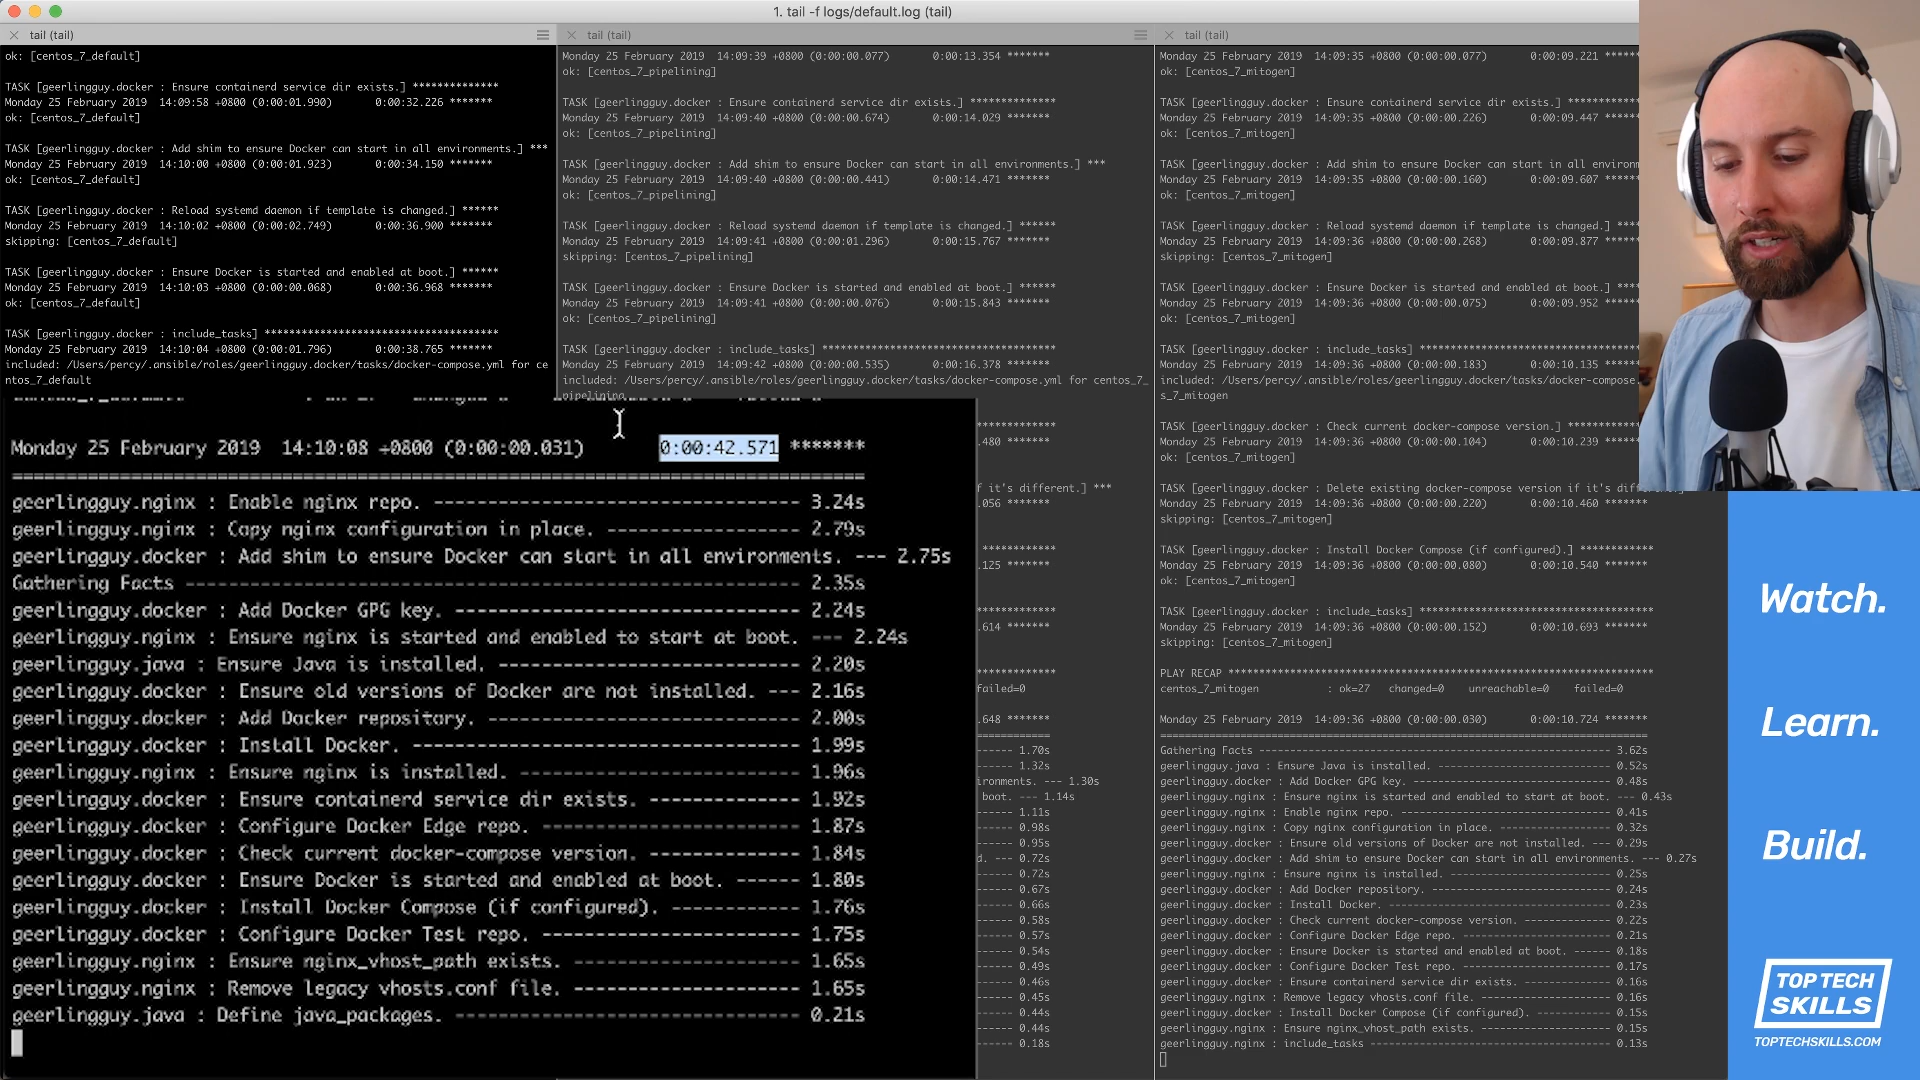 1. tail -f logs/default.log (tail)
tail (tail)
ok: [centos_7_default]
TASK [geerlingguy.docker : Ensure containerd service dir exists.] *************
Monday 25 February 2019  14:09:58 +0800 (0:00:01.990)       0:00:32.226 *******
ok: [centos_7_default]
TASK [geerlingguy.docker : Add shim to ensure Docker can start in all environments.] ***
Monday 25 February 2019  14:10:00 +0800 (0:00:01.923)       0:00:34.150 *******
ok: [centos_7_default]
TASK [geerlingguy.docker : Reload systemd daemon if template is changed.] ******
Monday 25 February 2019  14:10:02 +0800 (0:00:02.749)       0:00:36.900 *******
skipping: [centos_7_default]
TASK [geerlingguy.docker : Ensure Docker is started and enabled at boot.] ******
Monday 25 February 2019  14:10:03 +0800 (0:00:00.068)       0:00:36.968 *******
ok: [centos_7_default]
TASK [geerlingguy.docker : include_tasks] **************************************
Monday 25 February 2019  14:10:04 +0800 (0:00:01.796)       0:00:38.765 *******
included: /Users/percy/.ansible/roles/geerlingguy.docker/tasks/docker-compose.yml for ce
ntos_7_default
Monday 25 February 2019  14:10:08 +0800 (0:00:00.031)       0:00:42.571 *******
===============================================================================
geerlingguy.nginx : Enable nginx repo. ---------------------------------- 3.24s
geerlingguy.nginx : Copy nginx configuration in place. ------------------ 2.79s
geerlingguy.docker : Add shim to ensure Docker can start in all environments. --- 2.75s
Gathering Facts --------------------------------------------------------- 2.35s
geerlingguy.docker : Add Docker GPG key. -------------------------------- 2.24s
geerlingguy.nginx : Ensure nginx is started and enabled to start at boot. --- 2.24s
geerlingguy.java : Ensure Java is installed. ---------------------------- 2.20s
geerlingguy.docker : Ensure old versions of Docker are not installed. --- 2.16s
geerlingguy.docker : Add Docker repository. ----------------------------- 2.00s
geerlingguy.docker : Install Docker. ------------------------------------ 1.99s
geerlingguy.nginx : Ensure nginx is installed. -------------------------- 1.96s
geerlingguy.docker : Ensure containerd service dir exists. -------------- 1.92s
geerlingguy.docker : Configure Docker Edge repo. ------------------------ 1.87s
geerlingguy.docker : Check current docker-compose version. -------------- 1.84s
geerlingguy.docker : Ensure Docker is started and enabled at boot. ------ 1.80s
geerlingguy.docker : Install Docker Compose (if configured). ------------ 1.76s
geerlingguy.docker : Configure Docker Test repo. ------------------------ 1.75s
geerlingguy.nginx : Ensure nginx_vhost_path exists. --------------------- 1.65s
geerlingguy.nginx : Remove legacy vhosts.conf file. --------------------- 1.65s
geerlingguy.java : Define java_packages. -------------------------------- 0.21s
tail (tail)
Monday 25 February 2019  14:09:39 +0800 (0:00:00.077)       0:00:13.354 *******
ok: [centos_7_pipelining]
TASK [geerlingguy.docker : Ensure containerd service dir exists.] *************
Monday 25 February 2019  14:09:40 +0800 (0:00:00.674)       0:00:14.029 *******
ok: [centos_7_pipelining]
TASK [geerlingguy.docker : Add shim to ensure Docker can start in all environments.] ***
Monday 25 February 2019  14:09:40 +0800 (0:00:00.441)       0:00:14.471 *******
ok: [centos_7_pipelining]
TASK [geerlingguy.docker : Reload systemd daemon if template is changed.] ******
Monday 25 February 2019  14:09:41 +0800 (0:00:01.296)       0:00:15.767 *******
skipping: [centos_7_pipelining]
TASK [geerlingguy.docker : Ensure Docker is started and enabled at boot.] ******
Monday 25 February 2019  14:09:41 +0800 (0:00:00.076)       0:00:15.843 *******
ok: [centos_7_pipelining]
TASK [geerlingguy.docker : include_tasks] **************************************
Monday 25 February 2019  14:09:42 +0800 (0:00:00.535)       0:00:16.378 *******
included: /Users/percy/.ansible/roles/geerlingguy.docker/tasks/docker-compose.yml for centos_7_
pipelining
************
.480 *******
f it's different.] ***
.056 *******
************
.125 *******
************
.614 *******
************
failed=0
.648 *******
============
----- 1.70s
----- 1.32s
ironments. --- 1.30s
boot. --- 1.14s
----- 1.11s
----- 0.98s
----- 0.95s
d. --- 0.72s
----- 0.72s
----- 0.67s
----- 0.66s
----- 0.58s
----- 0.57s
----- 0.54s
----- 0.49s
----- 0.46s
----- 0.45s
----- 0.44s
----- 0.44s
----- 0.18s
tail (tail)
Monday 25 February 2019  14:09:35 +0800 (0:00:00.077)       0:00:09.221
ok: [centos_7_mitogen]
TASK [geerlingguy.docker : Ensure containerd service dir exists.] ***********
Monday 25 February 2019  14:09:35 +0800 (0:00:00.226)       0:00:09.447
ok: [centos_7_mitogen]
TASK [geerlingguy.docker : Add shim to ensure Docker can start in all environ
Monday 25 February 2019  14:09:35 +0800 (0:00:00.160)       0:00:09.607
ok: [centos_7_mitogen]
TASK [geerlingguy.docker : Reload systemd daemon if template is changed.] ****
Monday 25 February 2019  14:09:36 +0800 (0:00:00.268)       0:00:09.877
skipping: [centos_7_mitogen]
TASK [geerlingguy.docker : Ensure Docker is started and enabled at boot.] ****
Monday 25 February 2019  14:09:36 +0800 (0:00:00.075)       0:00:09.952
ok: [centos_7_mitogen]
TASK [geerlingguy.docker : include_tasks] ***********************************
Monday 25 February 2019  14:09:36 +0800 (0:00:00.183)       0:00:10.135
included: /Users/percy/.ansible/roles/geerlingguy.docker/tasks/docker-compose.
s_7_mitogen
TASK [geerlingguy.docker : Check current docker-compose version.] ***********
Monday 25 February 2019  14:09:36 +0800 (0:00:00.104)       0:00:10.239
ok: [centos_7_mitogen]
TASK [geerlingguy.docker : Delete existing docker-compose version if it's diff .] ***
Monday 25 February 2019  14:09:36 +0800 (0:00:00.220)       0:00:10.460 *******
skipping: [centos_7_mitogen]
TASK [geerlingguy.docker : Install Docker Compose (if configured).] ************
Monday 25 February 2019  14:09:36 +0800 (0:00:00.080)       0:00:10.540 *******
ok: [centos_7_mitogen]
TASK [geerlingguy.docker : include_tasks] **************************************
Monday 25 February 2019  14:09:36 +0800 (0:00:00.152)       0:00:10.693 *******
skipping: [centos_7_mitogen]
PLAY RECAP *********************************************************************
centos_7_mitogen           : ok=27   changed=0    unreachable=0    failed=0
Monday 25 February 2019  14:09:36 +0800 (0:00:00.030)       0:00:10.724 *******
===============================================================================
Gathering Facts --------------------------------------------------------- 3.62s
geerlingguy.java : Ensure Java is installed. ---------------------------- 0.52s
geerlingguy.docker : Add Docker GPG key. -------------------------------- 0.48s
geerlingguy.nginx : Ensure nginx is started and enabled to start at boot. --- 0.43s
geerlingguy.nginx : Enable nginx repo. ---------------------------------- 0.41s
geerlingguy.nginx : Copy nginx configuration in place. ------------------ 0.32s
geerlingguy.docker : Ensure old versions of Docker are not installed. --- 0.29s
geerlingguy.docker : Add shim to ensure Docker can start in all environments. --- 0.27s
geerlingguy.nginx : Ensure nginx is installed. -------------------------- 0.25s
geerlingguy.docker : Add Docker repository. ----------------------------- 0.24s
geerlingguy.docker : Install Docker. ------------------------------------ 0.23s
geerlingguy.docker : Check current docker-compose version. -------------- 0.22s
geerlingguy.docker : Configure Docker Edge repo. ------------------------ 0.21s
geerlingguy.docker : Ensure Docker is started and enabled at boot. ------ 0.18s
geerlingguy.docker : Configure Docker Test repo. ------------------------ 0.17s
geerlingguy.docker : Ensure containerd service dir exists. -------------- 0.16s
geerlingguy.nginx : Remove legacy vhosts.conf file. --------------------- 0.16s
geerlingguy.docker : Install Docker Compose (if configured). ------------ 0.15s
geerlingguy.nginx : Ensure nginx_vhost_path exists. --------------------- 0.15s
geerlingguy.nginx : include_tasks --------------------------------------- 0.13s
Watch.
Learn.
Build.
TOP TECH
SKILLS
TOPTECHSKILLS.COM